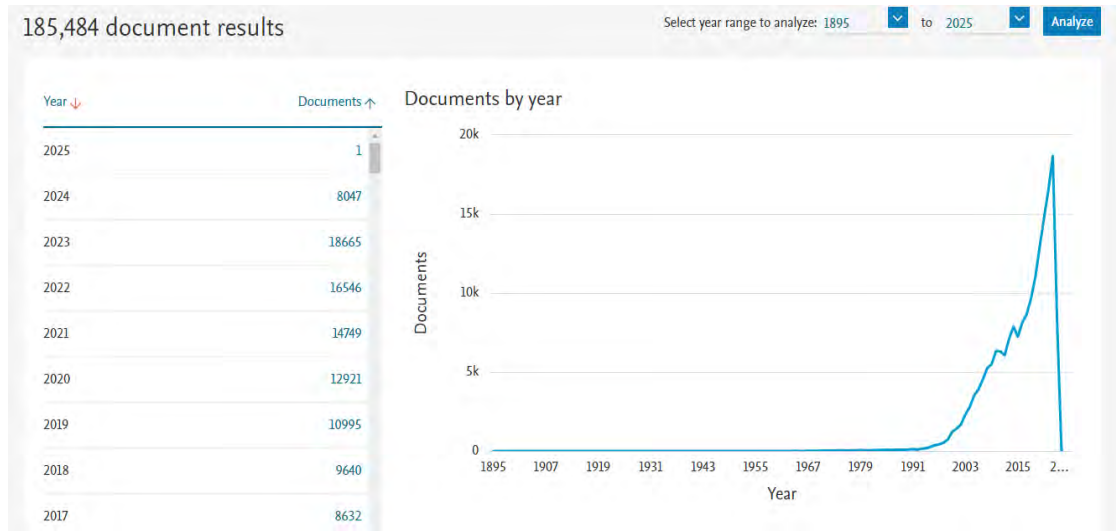 185,484 document results
Select year range to analyze: 1895 to 2025 Analyze
Year Documents
2025 1
2024 8047
2023 18665
2022 16546
2021 14749
2020 12921
2019 10995
2018 9640
2017 8632
Documents by year
20k
15k
10k
5k
0
Documents
1895 1907 1919 1931 1943 1955 1967 1979 1991 2003 2015 2...
Year